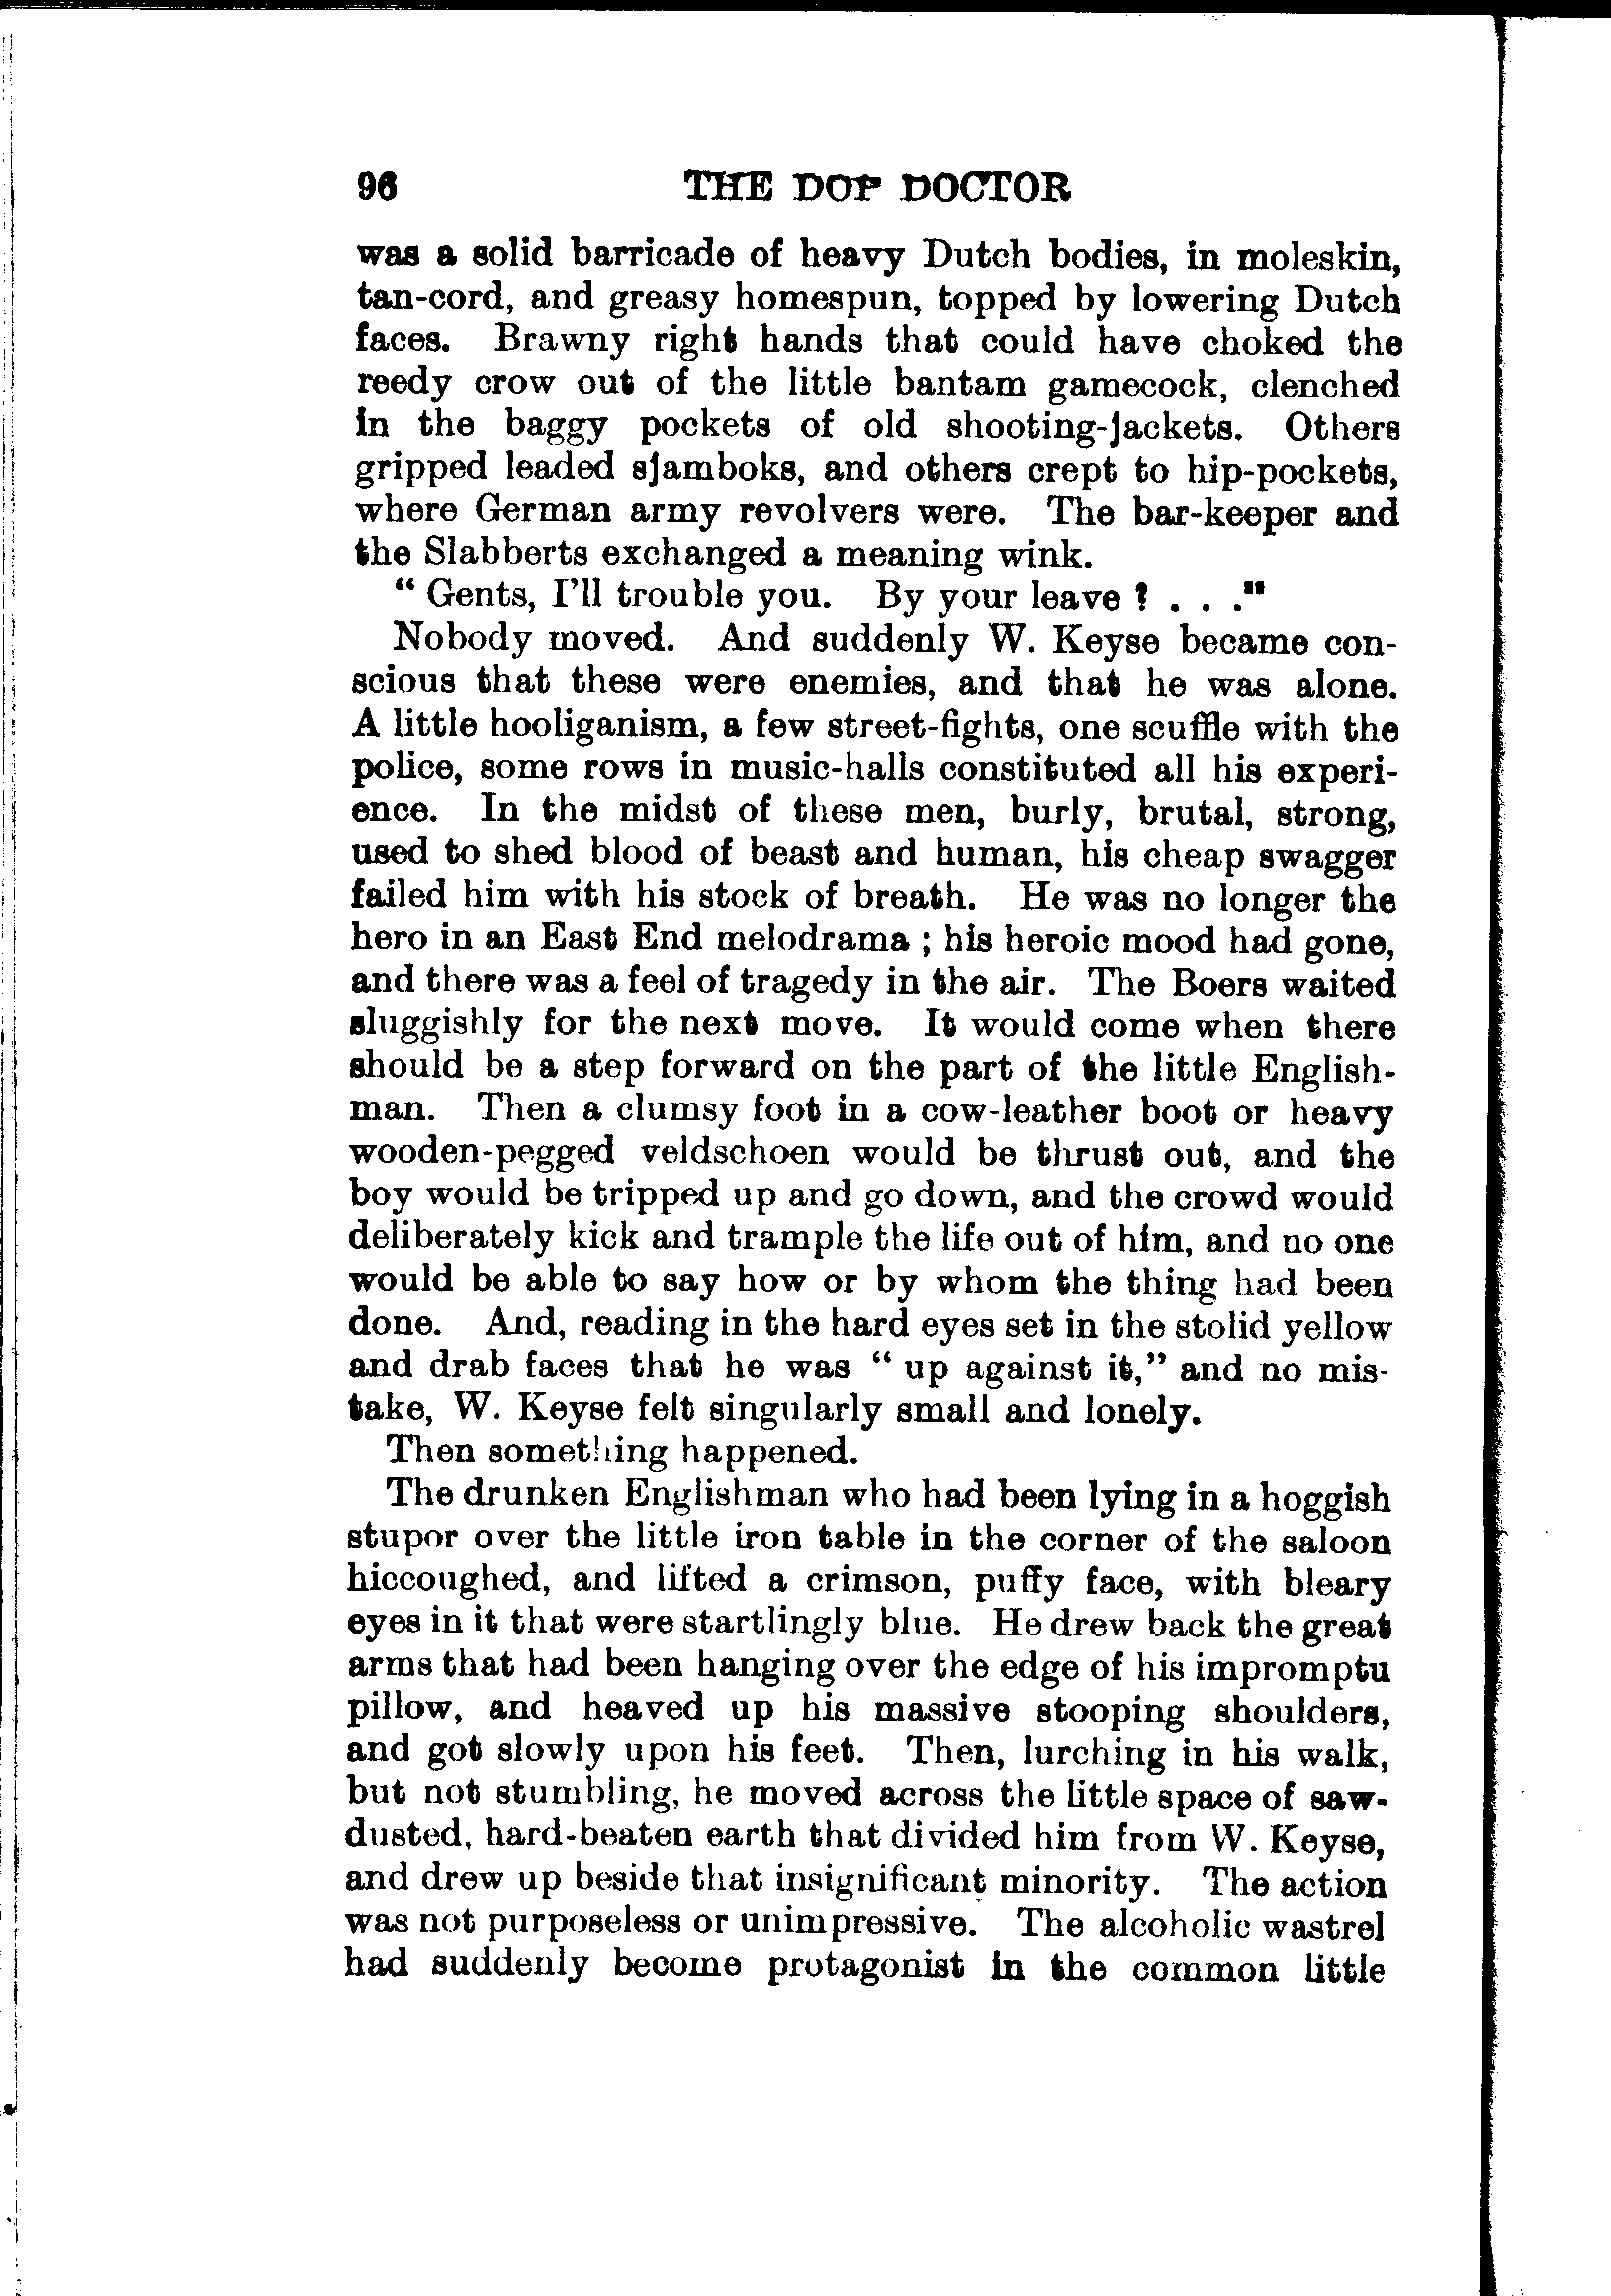 96 THE DOP DOCTOR
was a solid barricade of heavy Dutch bodies, in moleskin,
tan-cord, and greasy homespun, topped by lowering Dutch
faces. Brawny right hands that could have choked the
reedy crow out of the little bantam gamecock, clenched
in the baggy pockets of old shooting-jackets. Others
gripped leaded sjamboks, and others crept to hip-pockets,
where German army revolvers were. The bar-keeper and
the Slabberts exchanged a meaning wink.
“ Gents, I’ll trouble you. By your leave ? . . .”
Nobody moved. And suddenly W. Keyse became con-
scious that these were enemies, and that he was alone.
A little hooliganism, a few street-fights, one scuffle with the
police, some rows in music-halls constituted all his experi-
ence. In the midst of these men, burly, brutal, strong,
used to shed blood of beast and human, his cheap swagger
failed him with his stock of breath. He was no longer the
hero in an East End melodrama ; his heroic mood had gone,
and there was a feel of tragedy in the air. The Boers waited
sluggishly for the next move. It would come when there
should be a step forward on the part of the little English-
man. Then a clumsy foot in a cow-leather boot or heavy
wooden-pegged veldschoen would be thrust out, and the
boy would be tripped up and go down, and the crowd would
deliberately kick and trample the life out of him, and no one
would be able to say how or by whom the thing had been
done. And, reading in the hard eyes set in the stolid yellow
and drab faces that he was “ up against it,” and no mis-
take, W. Keyse felt singularly small and lonely.
Then something happened.
The drunken Englishman who had been lying in a hoggish
stupor over the little iron table in the corner of the saloon
hiccoughed, and lifted a crimson, puffy face, with bleary
eyes in it that were startlingly blue. He drew back the great
arms that had been hanging over the edge of his impromptu
pillow, and heaved up his massive stooping shoulders,
and got slowly upon his feet. Then, lurching in his walk,
but not stumbling, he moved across the little space of saw-
dusted, hard-beaten earth that divided him from W. Keyse,
and drew up beside that insignificant minority. The action
was not purposeless or unimpressive. The alcoholic wastrel
had suddenly become protagonist in the common little